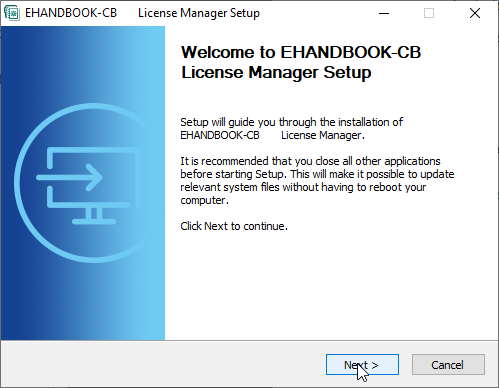 EHANDBOOK-CB License Manager Setup
Welcome to EHANDBOOK-CB
License Manager Setup
Setup will guide you through the installation of
EHANDBOOK-CB License Manager.
It is recommended that you close all other applications
before starting Setup. This will make it possible to update
relevant system files without having to reboot your
computer.
Click Next to continue.
Next >
Cancel